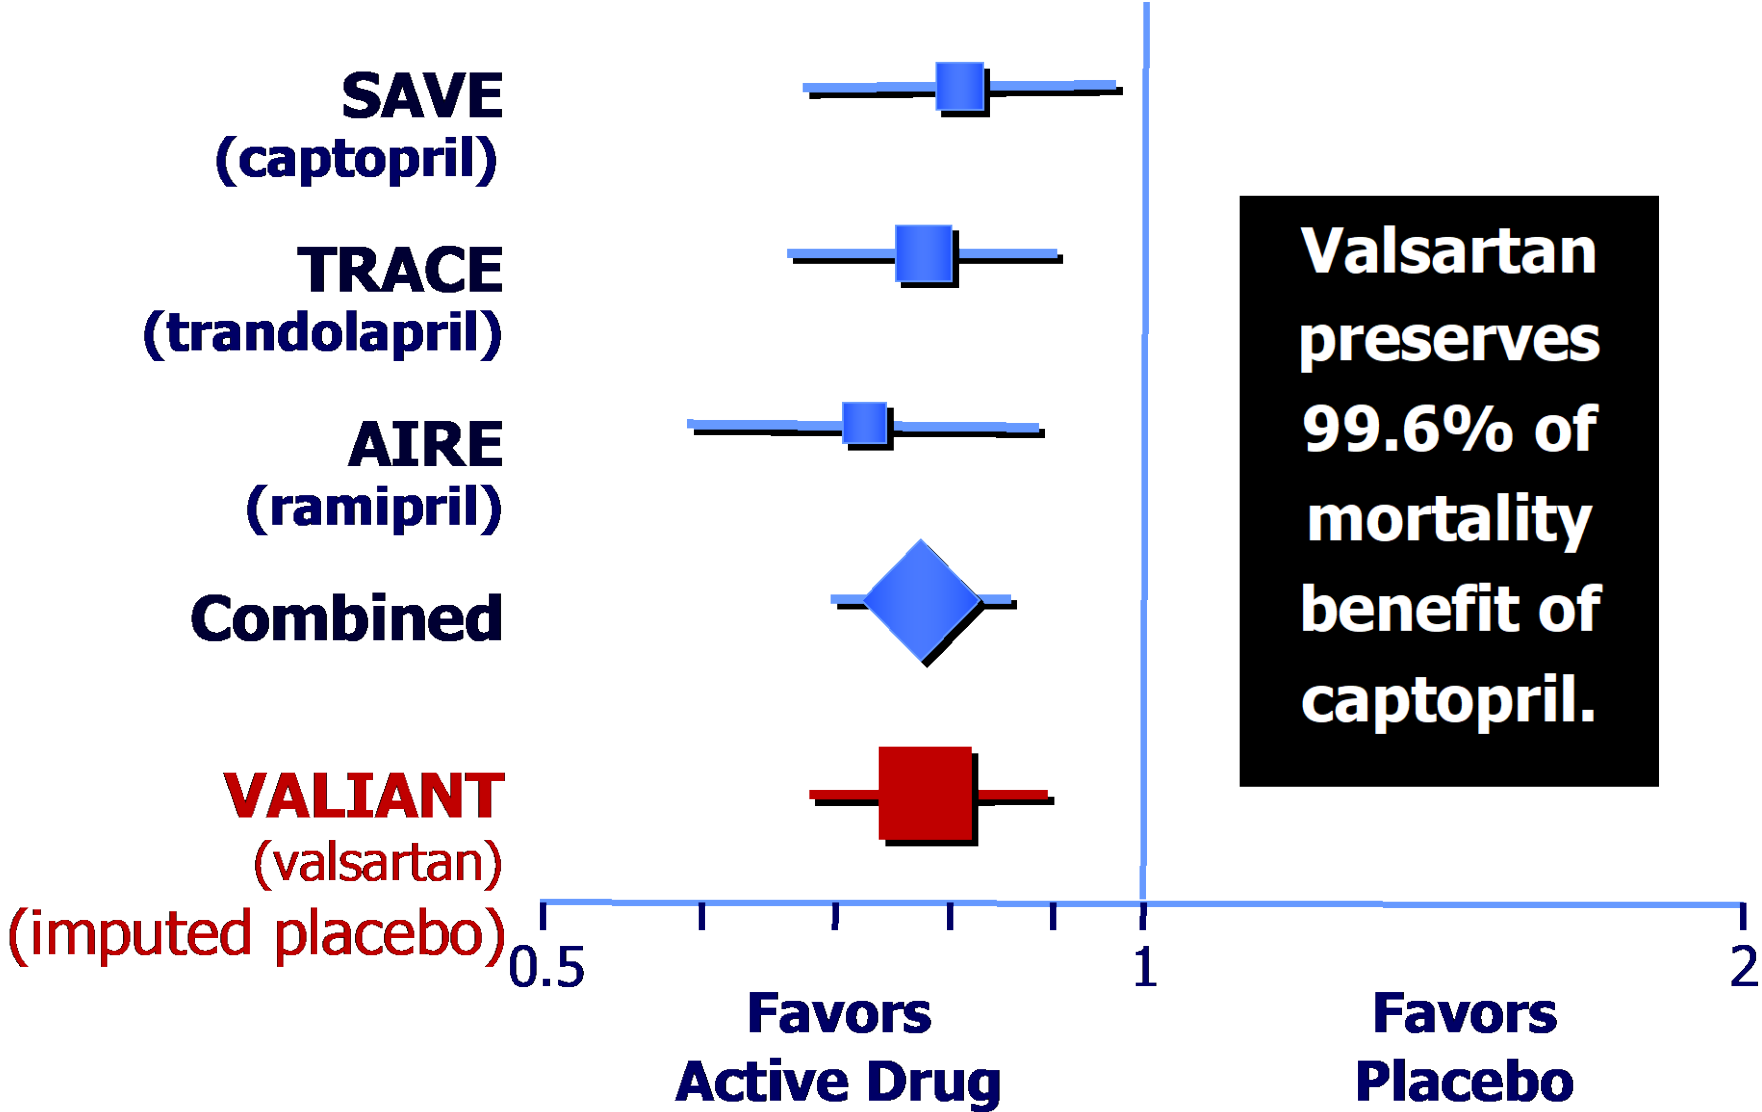 SAVE
(captopril)
TRACE
(trandolapril)
AIRE
(ramipril)
Combined
VALIANT
(valsartan)
(imputed placebo)
Valsartan
preserves
99.6% of
mortality
benefit of
captopril.
0.5
1
2
Favors
Active Drug
Favors
Placebo